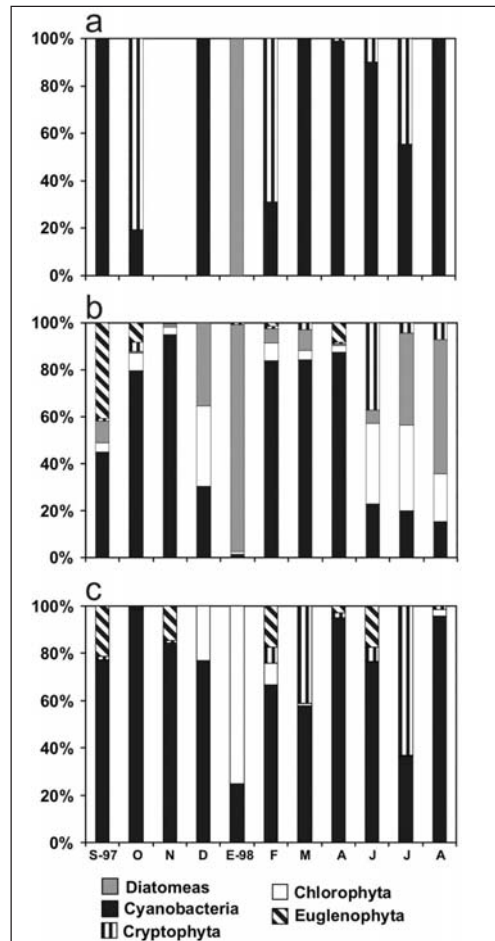 a
100%
80%
60%
40%
20%
0%
b
100%
80%
60%
40%
20%
0%
c
100%
80%
60%
40%
20%
0%
S-97 O N D E-98 F M A J J A
Diatomeas
Chlorophyta
Cyanobacteria
Euglenophyta
Cryptophyta